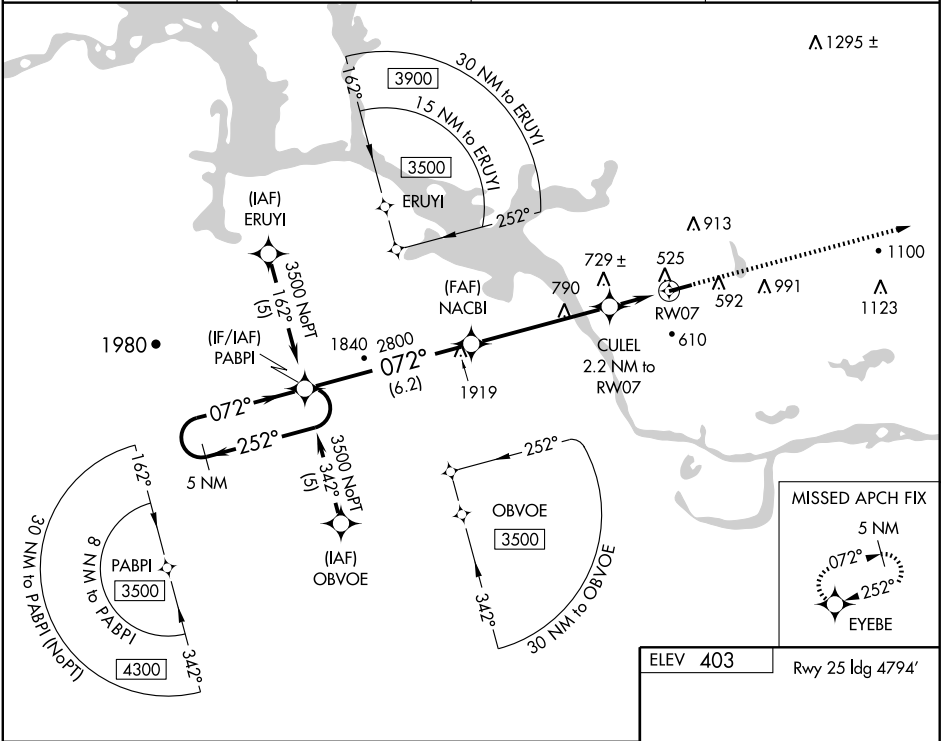 1295 ±
30 NM to ERUYI
3900
162°
15 NM to ERUYI
3500
ERUYI
252°
(IAF)
ERUYI
3500 NoPT
162°
(5)
913
729 ±
525
1100
(FAF)
NACBI
790
592
991
1123
RW07
(IF/IAF)
PABPI
1980
1840
2800
072°
(6.2)
1919
CULEL
2.2 NM to
RW07
610
072°
252°
5 NM
3500 NoPT
342°
(5)
(IAF)
OBVOE
162°
PABPI
3500
8 NM to PABPI
30 NM to PABPI (NoPT)
4300
342°
252°
OBVOE
3500
342°
30 NM to OBVOE
MISSED APCH FIX
5 NM
072°
252°
EYEBE
ELEV 403
Rwy 25 ldg 4794'